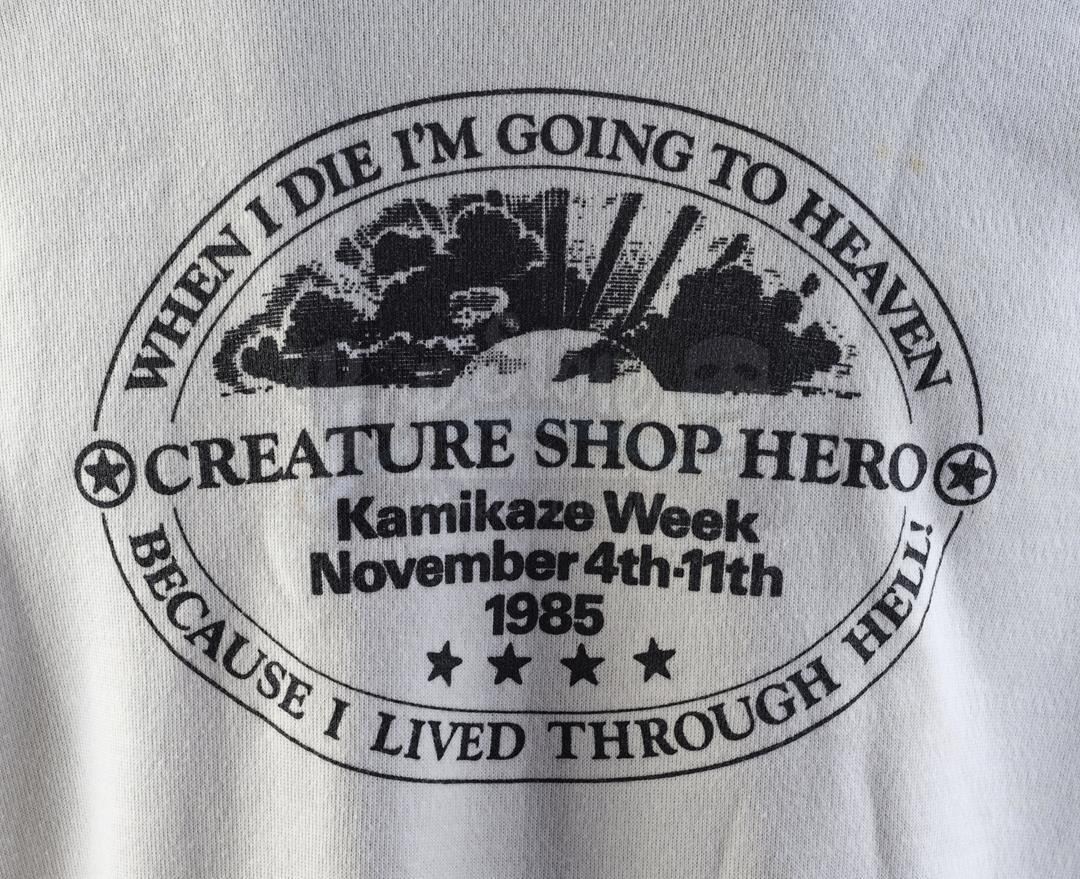 WHEN I DIE I'M GOING TO HEAVEN
CREATURE SHOP HERO
Kamikaze Week
November 4th-11th
1985
BECAUSE I LIVED THROUGH HELL!